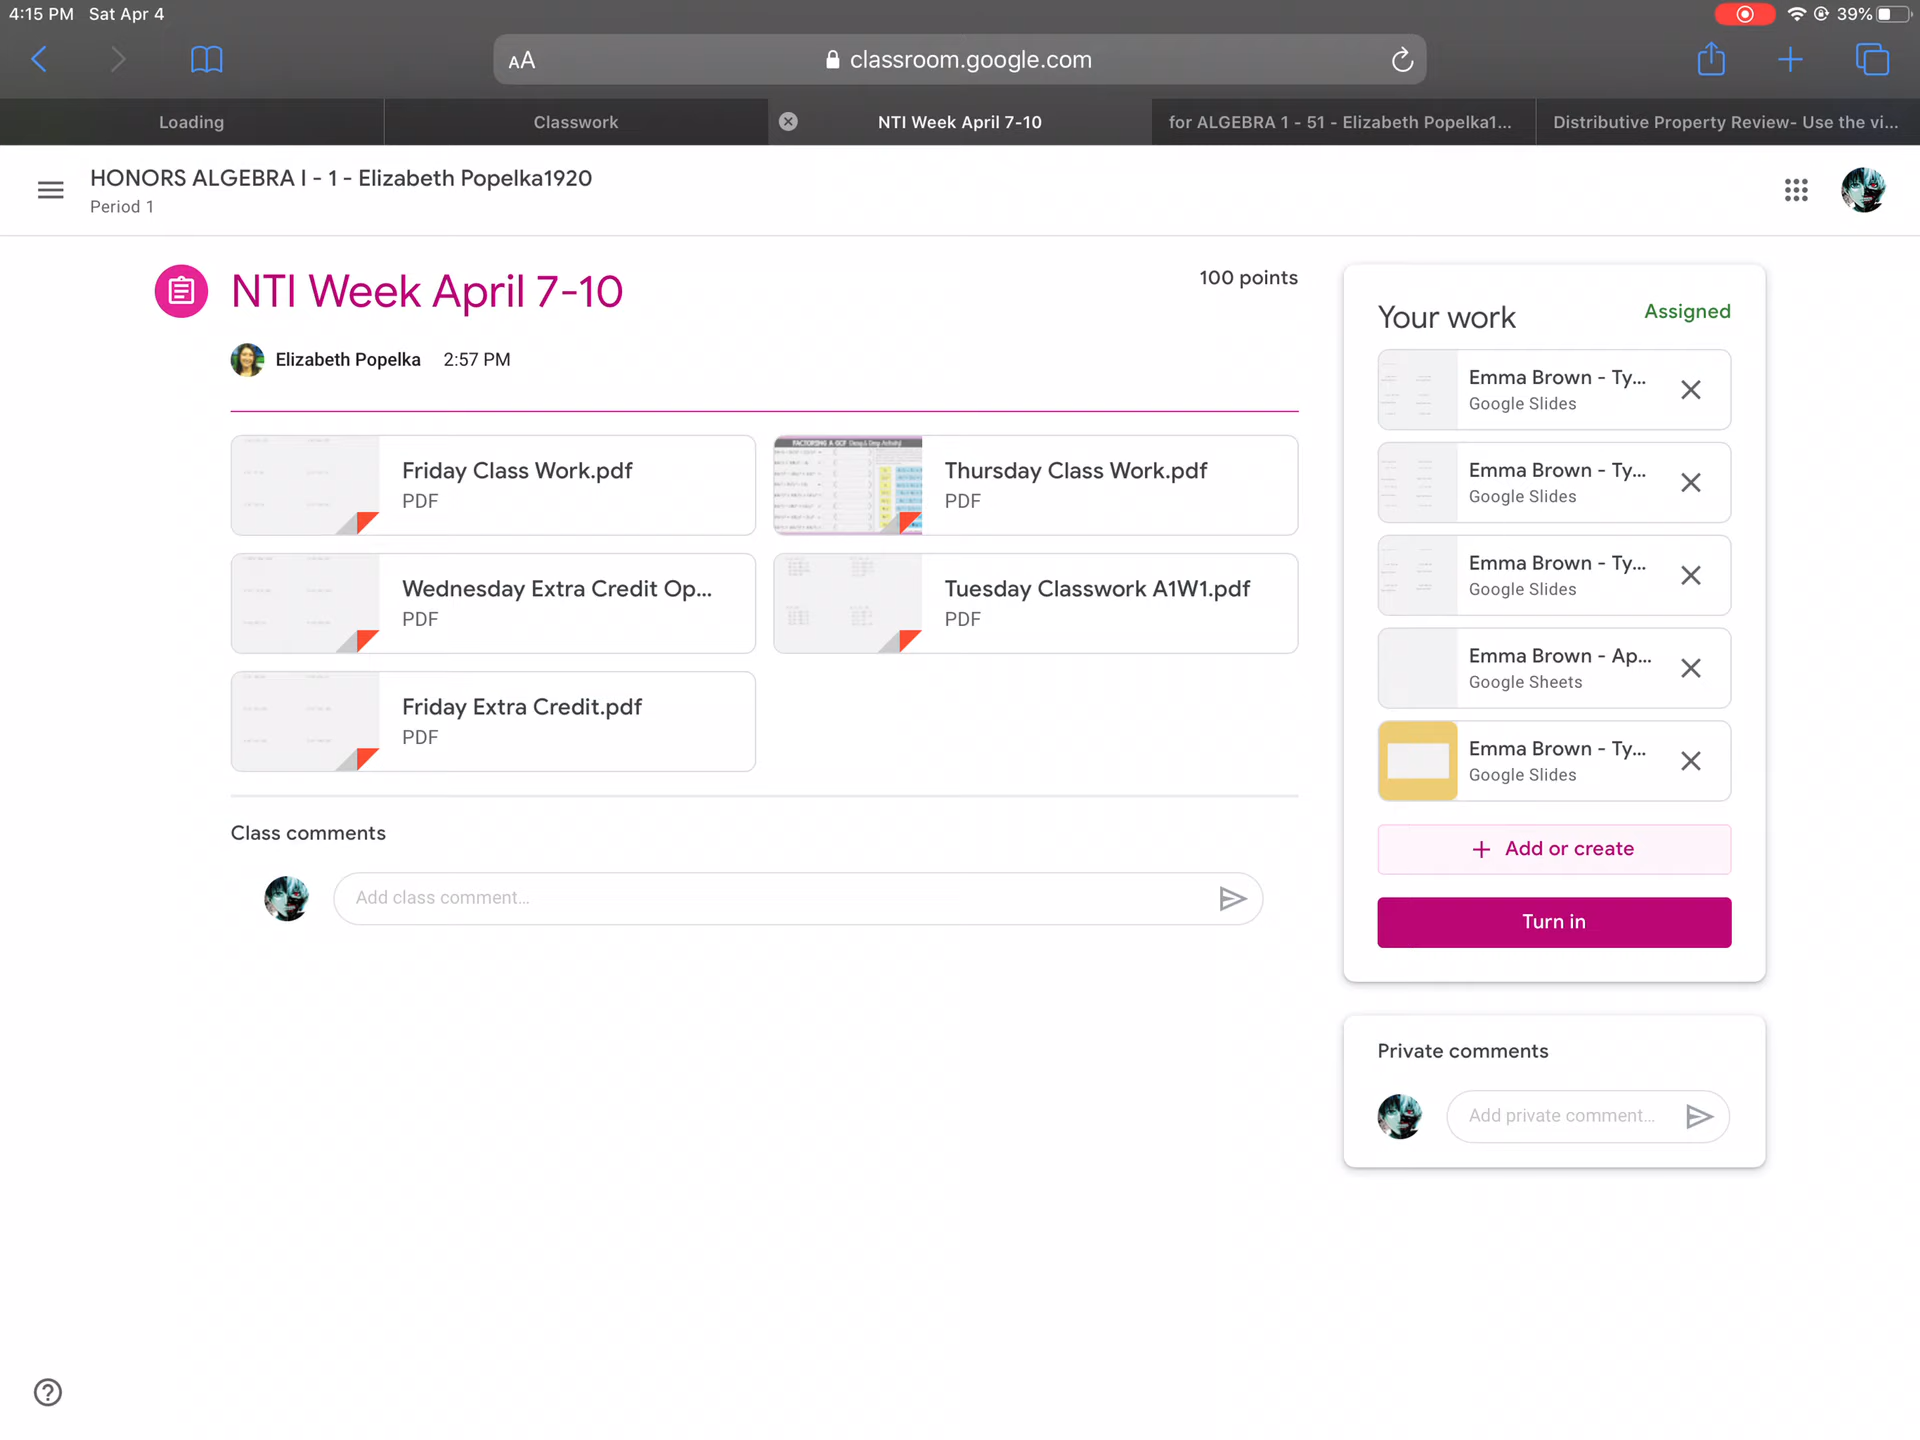 4:15 PM Sat Apr 4
39%
AA
classroom.google.com
Loading
Classwork
NTI Week April 7-10
for ALGEBRA 1 - 51 - Elizabeth Popelka1...
Distributive Property Review- Use the vi...
HONORS ALGEBRA I - 1 - Elizabeth Popelka1920
Period 1
NTI Week April 7-10
100 points
Elizabeth Popelka 2:57 PM
Friday Class Work.pdf
PDF
FACTORING A GCF Drag & Drop Activity!
Thursday Class Work.pdf
PDF
Wednesday Extra Credit Op...
PDF
Tuesday Classwork A1W1.pdf
PDF
Friday Extra Credit.pdf
PDF
Class comments
Add class comment...
Your work
Assigned
Emma Brown - Ty...
Google Slides
Emma Brown - Ty...
Google Slides
Emma Brown - Ty...
Google Slides
Emma Brown - Ap...
Google Sheets
Emma Brown - Ty...
Google Slides
+ Add or create
Turn in
Private comments
Add private comment...